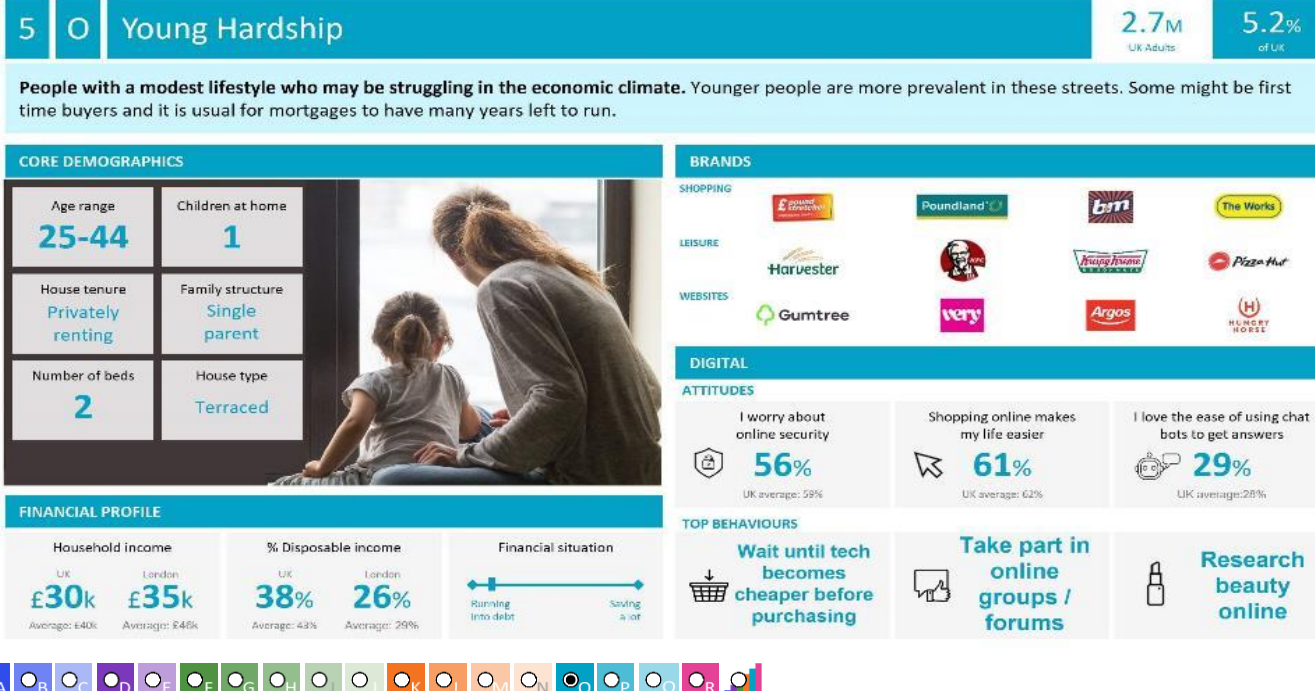 5 O Young Hardship
2.7M
UK Adults
5.2%
of UK
People with a modest lifestyle who may be struggling in the economic climate. Younger people are more prevalent in these streets. Some might be first
time buyers and it is usual for mortgages to have many years left to run.
CORE DEMOGRAPHICS
Age range
25-44
Children at home
1
House tenure
Privately
renting
Family structure
Single
parent
Number of beds
2
House type
Terraced
FINANCIAL PROFILE
Household income
UK
£30k
Average: £40k
London
£35k
Average: £46k
% Disposable income
UK
38%
Average: 43%
London
26%
Average: 29%
Financial situation
Running
into debt
Saving
a lot
BRANDS
SHOPPING
£ pound
stretcher
Poundland
bm
The Works
LEISURE
Harvester
KFC
Krispy Kreme
DOUGHNUTS
Pizza Hut
WEBSITES
Gumtree
very
Argos
H
HUNGRY
HORSE
DIGITAL
ATTITUDES
I worry about
online security
56%
UK average: 59%
Shopping online makes
my life easier
61%
UK average: 62%
I love the ease of using chat
bots to get answers
29%
UK average:28%
TOP BEHAVIOURS
Wait until tech
becomes
cheaper before
purchasing
Take part in
online
groups /
forums
Research
beauty
online
A B C D E F G H I J K L M N O P Q R